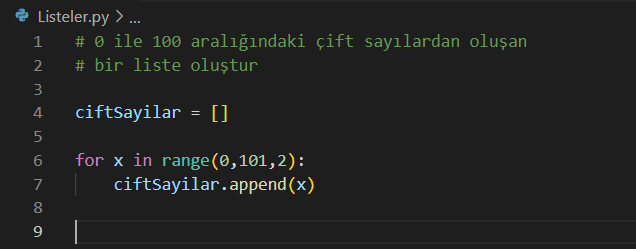 Listeler.py > ...
1 # 0 ile 100 aralığındaki çift sayılardan oluşan
2 # bir liste oluştur
3
4 ciftSayilar = []
5
6 for x in range(0,101,2):
7     ciftSayilar.append(x)
8
9